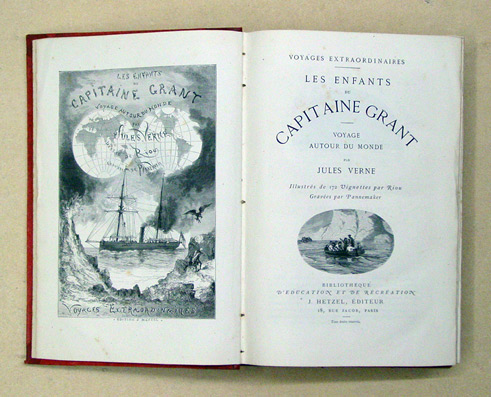 LES ENFANTS
DU
CAPITAINE GRANT
VOYAGE AUTOUR DU MONDE
PAR
JULES VERNE
RIOU
VOYAGES EXTRAORDINAIRES
VOYAGES EXTRAORDINAIRES
LES ENFANTS
DU
CAPITAINE GRANT
VOYAGE
AUTOUR DU MONDE
PAR
JULES VERNE
Illustrés de 172 Vignettes par Riou
Gravées par Pannemaker
BIBLIOTHÈQUE
D'ÉDUCATION ET DE RÉCRÉATION
J. HETZEL, ÉDITEUR
18, RUE JACOB, PARIS